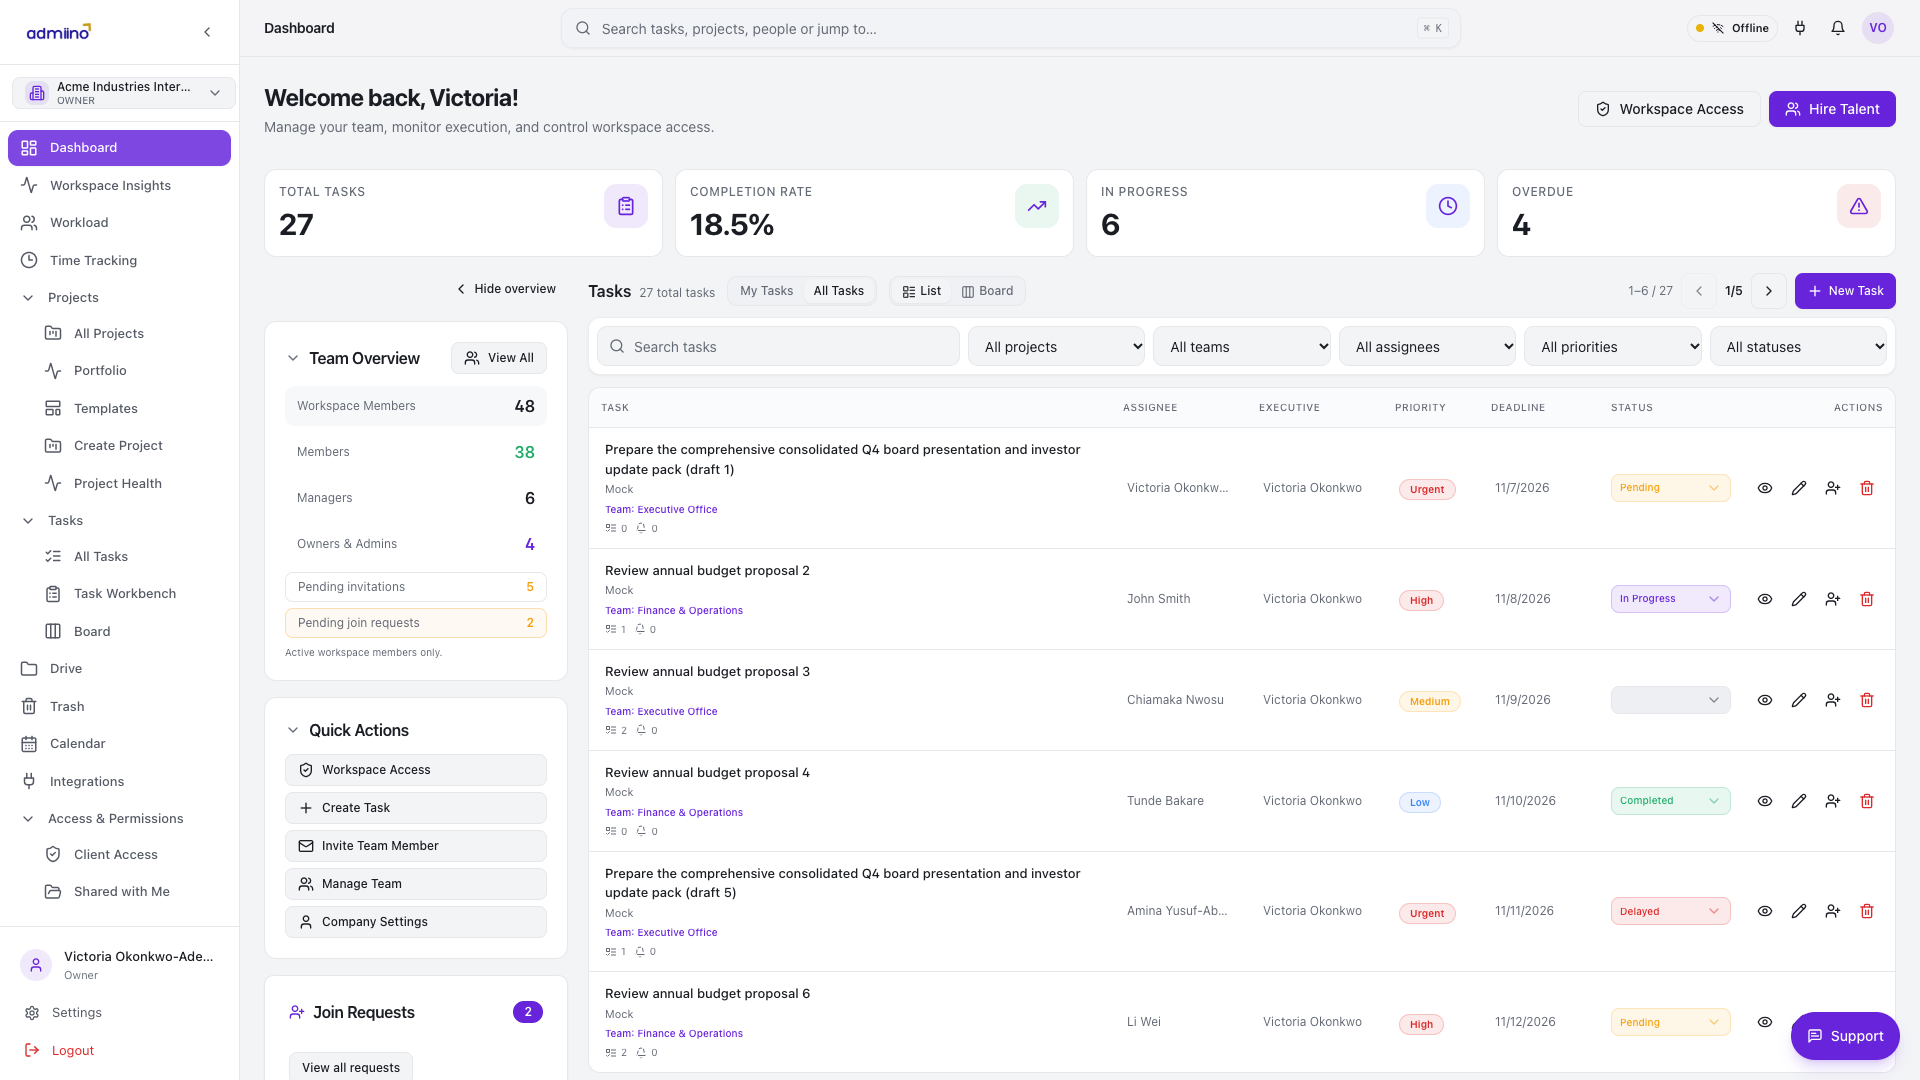 admiino
Acme Industries Inter...
OWNER
Dashboard
Workspace Insights
Workload
Time Tracking
Projects
All Projects
Portfolio
Templates
Create Project
Project Health
Tasks
All Tasks
Task Workbench
Board
Drive
Trash
Calendar
Integrations
Access & Permissions
Client Access
Shared with Me
Victoria Okonkwo-Ade...
Owner
Settings
Logout
Dashboard
Search tasks, projects, people or jump to...
⌘ K
Offline
VO
Welcome back, Victoria!
Manage your team, monitor execution, and control workspace access.
Workspace Access
Hire Talent
TOTAL TASKS
27
COMPLETION RATE
18.5%
IN PROGRESS
6
OVERDUE
4
Hide overview
Team Overview
View All
Workspace Members 48
Members 38
Managers 6
Owners & Admins 4
Pending invitations 5
Pending join requests 2
Active workspace members only.
Quick Actions
Workspace Access
Create Task
Invite Team Member
Manage Team
Company Settings
Join Requests 2
View all requests
Tasks 27 total tasks My Tasks All Tasks List Board 1–6 / 27 1/5 New Task
Search tasks All projects All teams All assignees All priorities All statuses
TASK ASSIGNEE EXECUTIVE PRIORITY DEADLINE STATUS ACTIONS
Prepare the comprehensive consolidated Q4 board presentation and investor
update pack (draft 1)
Mock
Team: Executive Office
0 0
Victoria Okonkw... Victoria Okonkwo Urgent 11/7/2026 Pending
Review annual budget proposal 2
Mock
Team: Finance & Operations
1 0
John Smith Victoria Okonkwo High 11/8/2026 In Progress
Review annual budget proposal 3
Mock
Team: Executive Office
2 0
Chiamaka Nwosu Victoria Okonkwo Medium 11/9/2026
Review annual budget proposal 4
Mock
Team: Finance & Operations
0 0
Tunde Bakare Victoria Okonkwo Low 11/10/2026 Completed
Prepare the comprehensive consolidated Q4 board presentation and investor
update pack (draft 5)
Mock
Team: Executive Office
1 0
Amina Yusuf-Ab... Victoria Okonkwo Urgent 11/11/2026 Delayed
Review annual budget proposal 6
Mock
Team: Finance & Operations
2 0
Li Wei Victoria Okonkwo High 11/12/2026 Pending
Support